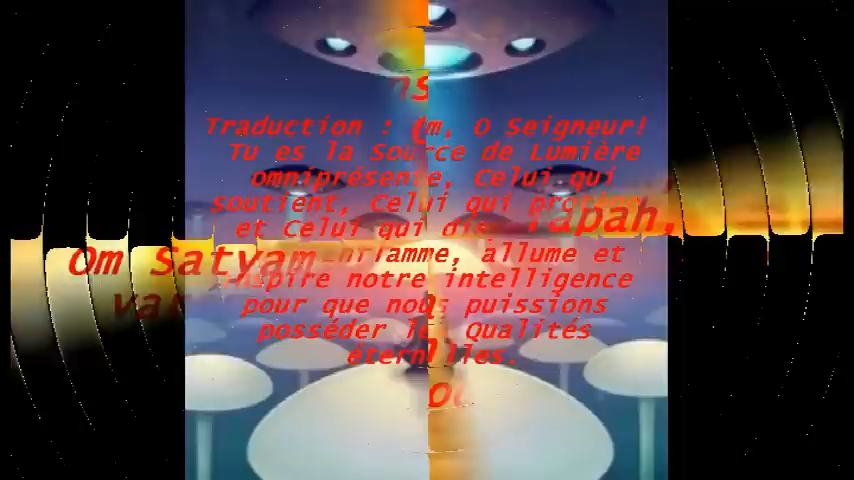 Traduction : Om, O Seigneur!
Tu es la Source de Lumière
omniprésente, Celui qui
soutient, Celui qui protège
et Celui qui
apah,
Om Satyam
Enflamme, allume et
inspire notre intelligence
pour que nous puissions
posséder les Qualités
éternelles.